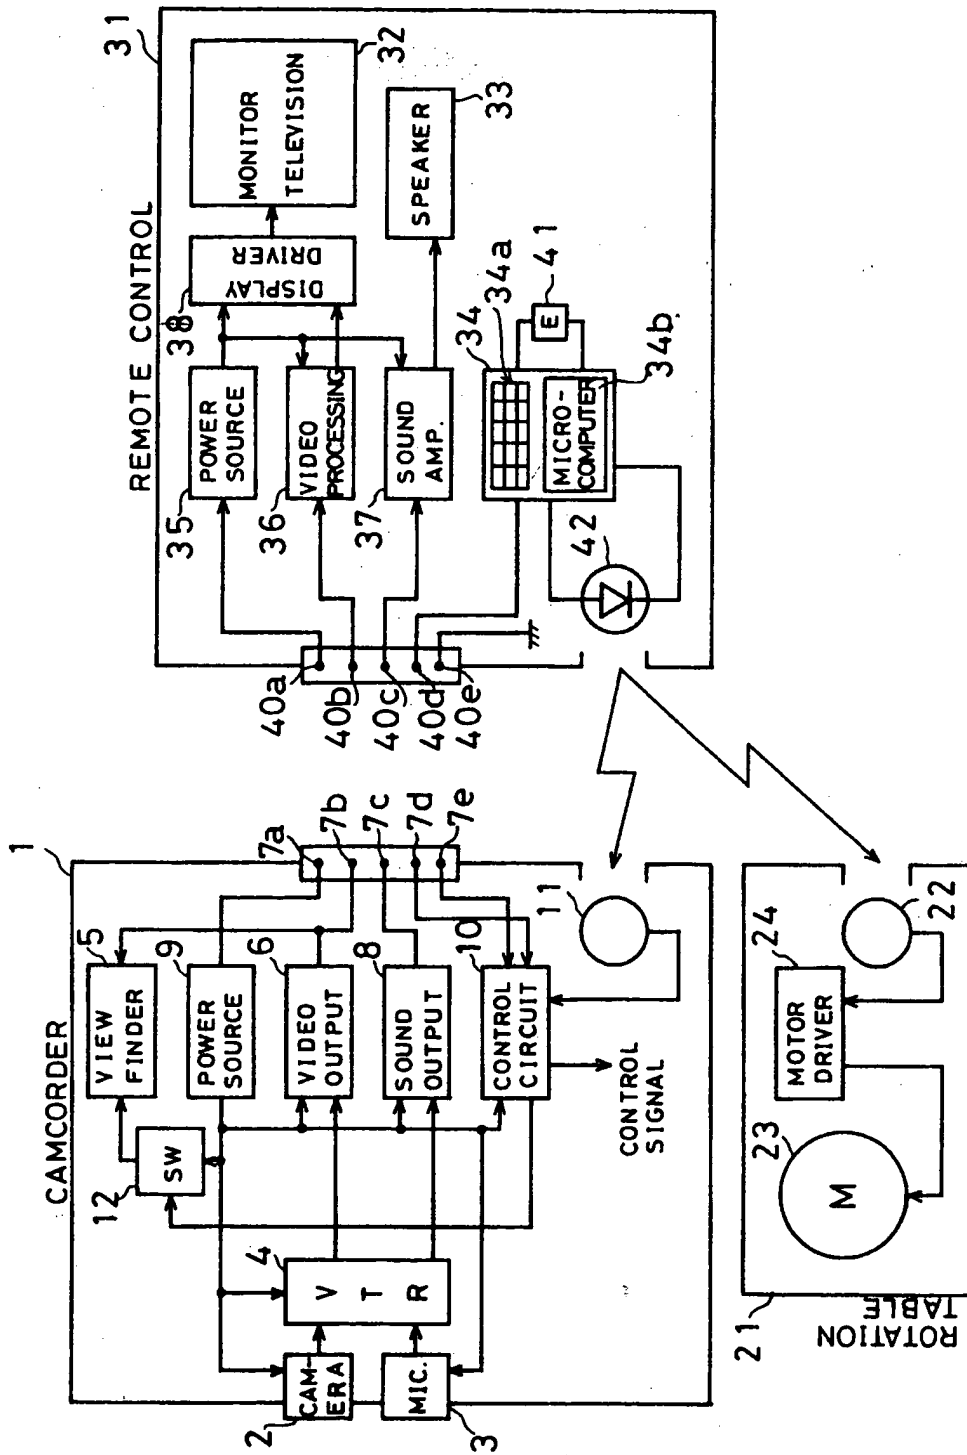 CAMCORDER
1
VIEW
FINDER
5
12
SW
POWER
SOURCE
9
VIDEO
OUTPUT
6
4
V T R
SOUND
OUTPUT
8
2
CAM-
ERA
3
MIC.
CONTROL
CIRCUIT
10
CONTROL
SIGNAL
7a
7b
7c
7d
7e
11
REMOTE CONTROL
31
MONITOR
TELEVISION
32
DISPLAY
DRIVER
38
35
POWER
SOURCE
36
VIDEO
PROCESSING
37
SOUND
AMP.
SPEAKER
33
34
34a
MICRO-
COMPUTER
34b
E
41
42
40a
40b
40c
40d
40e
21
ROTATION
TABLE
23
M
MOTOR
DRIVER
24
22